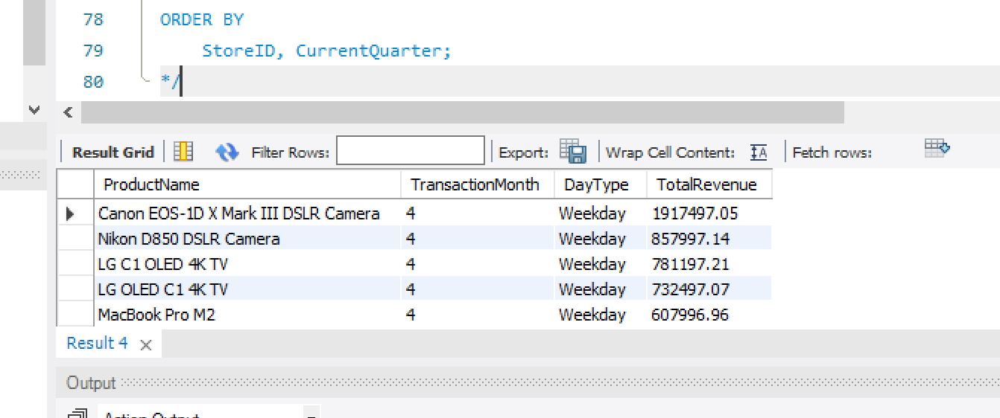 78 ORDER BY
79 StoreID, CurrentQuarter;
80 */
Result Grid Filter Rows: Export: Wrap Cell Content: Fetch rows:
ProductName TransactionMonth DayType TotalRevenue
Canon EOS-1D X Mark III DSLR Camera 4 Weekday 1917497.05
Nikon D850 DSLR Camera 4 Weekday 857997.14
LG C1 OLED 4K TV 4 Weekday 781197.21
LG OLED C1 4K TV 4 Weekday 732497.07
MacBook Pro M2 4 Weekday 607996.96
Result 4
Output
Action Output